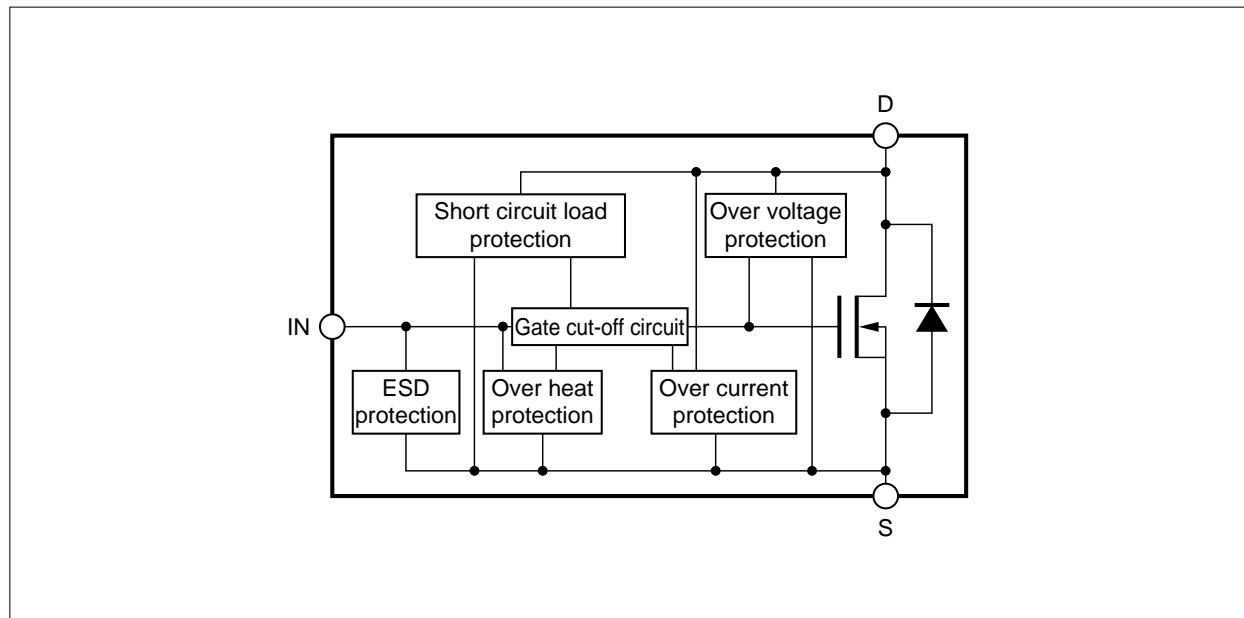 D
Short circuit load
protection
Over voltage
protection
IN
Gate cut-off circuit
ESD
protection
Over heat
protection
Over current
protection
S